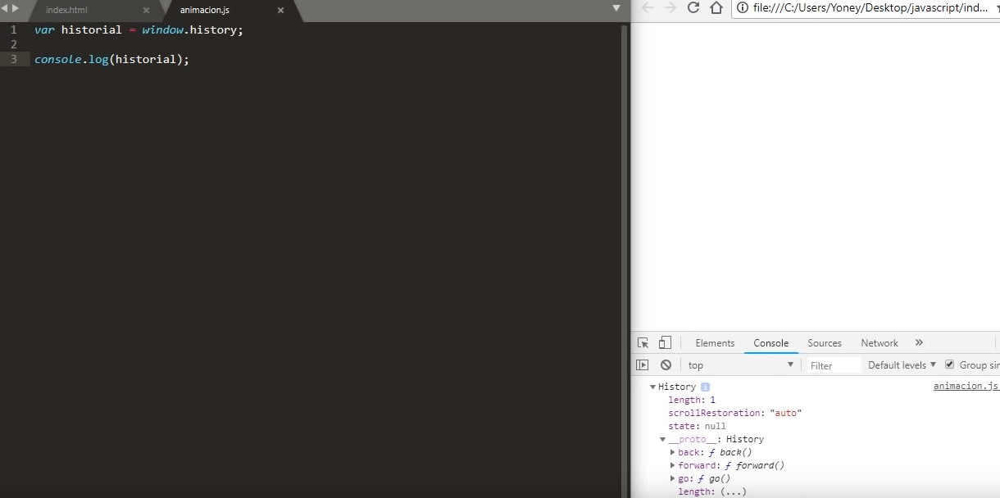 index.html ×
animacion.js ×
1 var historial = window.history;
2
3 console.log(historial);
file:///C:/Users/Yoney/Desktop/javascript/ind...
Elements Console Sources Network »
top Filter Default levels Group sir
History i animacion.js
length: 1
scrollRestoration: "auto"
state: null
__proto__: History
back: ƒ back()
forward: ƒ forward()
go: ƒ go()
length: (...)